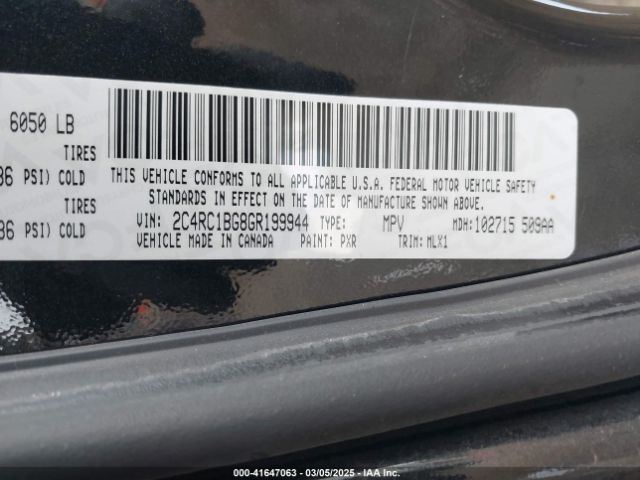 6050 LB
TIRES
36 PSI) COLD
TIRES
36 PSI) COLD
THIS VEHICLE CONFORMS TO ALL APPLICABLE U.S.A. FEDERAL MOTOR VEHICLE SAFETY
STANDARDS IN EFFECT ON THE DATE OF MANUFACTURE SHOWN ABOVE.
VIN: 2C4RC1BG8GR199944 TYPE: MPV MDH:102715 509AA
VEHICLE MADE IN CANADA PAINT: PXR TRIM: MLX1
000-41647063 — 03/05/2025 — IAA Inc.